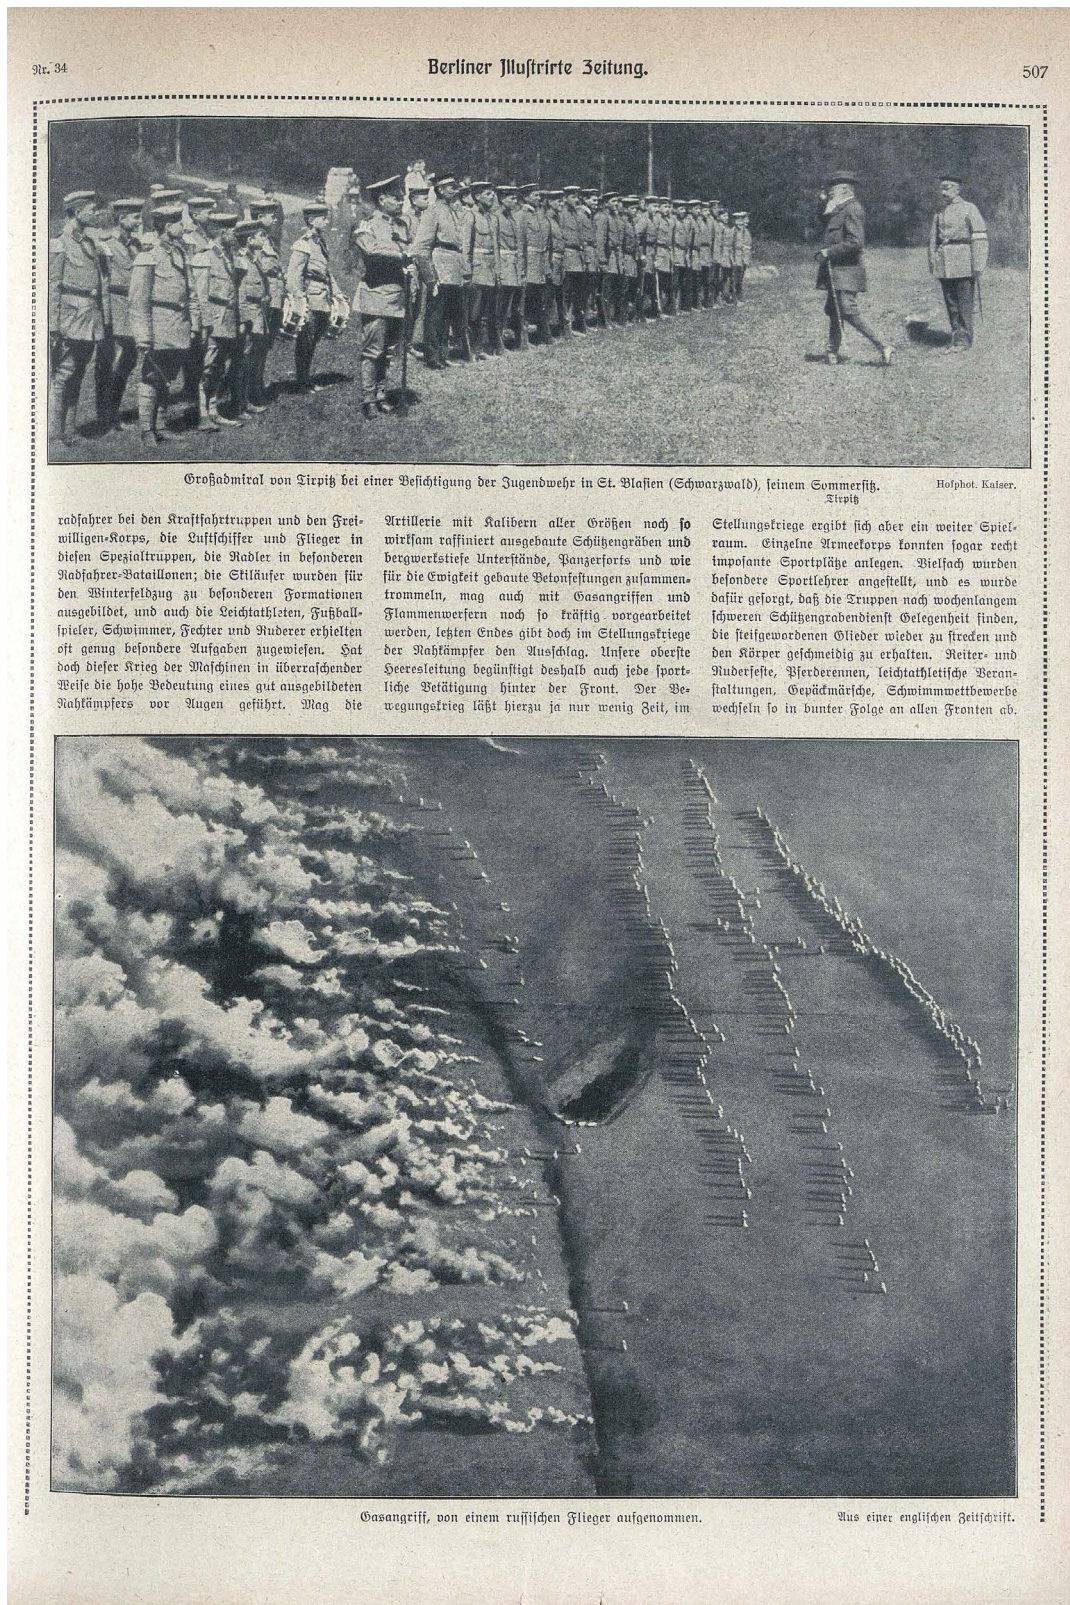 Nr. 34
Berliner Illustrirte Zeitung.
507
Großadmiral von Tirpitz bei einer Besichtigung der Jugendwehr in St. Blasien (Schwarzwald), seinem Sommersitz.
Hofphot. Kaiser.
Tirpitz
radfahrer bei den Kraftfahrtruppen und den Frei-
willigen-Korps, die Luftschiffer und Flieger in
diesen Spezialtruppen, die Radler in besonderen
Radfahrer-Bataillonen; die Skiläufer wurden für
den Winterfeldzug zu besonderen Formationen
ausgebildet, und auch die Leichtathleten, Fußball-
spieler, Schwimmer, Fechter und Ruderer erhielten
oft genug besondere Aufgaben zugewiesen. Hat
doch dieser Krieg der Maschinen in überraschender
Weise die hohe Bedeutung eines gut ausgebildeten
Nahkämpfers vor Augen geführt. Mag die
Artillerie mit Kalibern aller Größen noch so
wirksam raffiniert ausgebaute Schützengräben und
bergwerkstiefe Unterstände, Panzerforts und wie
für die Ewigkeit gebaute Betonfestungen zusammen-
trommeln, mag auch mit Gasangriffen und
Flammenwerfern noch so kräftig vorgearbeitet
werden, letzten Endes gibt doch im Stellungskriege
der Nahkämpfer den Ausschlag. Unsere oberste
Heeresleitung begünstigt deshalb auch jede sport-
liche Betätigung hinter der Front. Der Be-
wegungskrieg läßt hierzu ja nur wenig Zeit, im
Stellungskriege ergibt sich aber ein weiter Spiel-
raum. Einzelne Armeekorps konnten sogar recht
imposante Sportplätze anlegen. Vielfach wurden
besondere Sportlehrer angestellt, und es wurde
dafür gesorgt, daß die Truppen nach wochenlangem
schweren Schützengrabendienst Gelegenheit finden,
die steifgewordenen Glieder wieder zu strecken und
den Körper geschmeidig zu erhalten. Reiter- und
Ruderfeste, Pferderennen, leichtathletische Veran-
staltungen, Gepäckmärsche, Schwimmwettbewerbe
wechseln so in bunter Folge an allen Fronten ab.
Gasangriff, von einem russischen Flieger aufgenommen.
Aus einer englischen Zeitschrift.